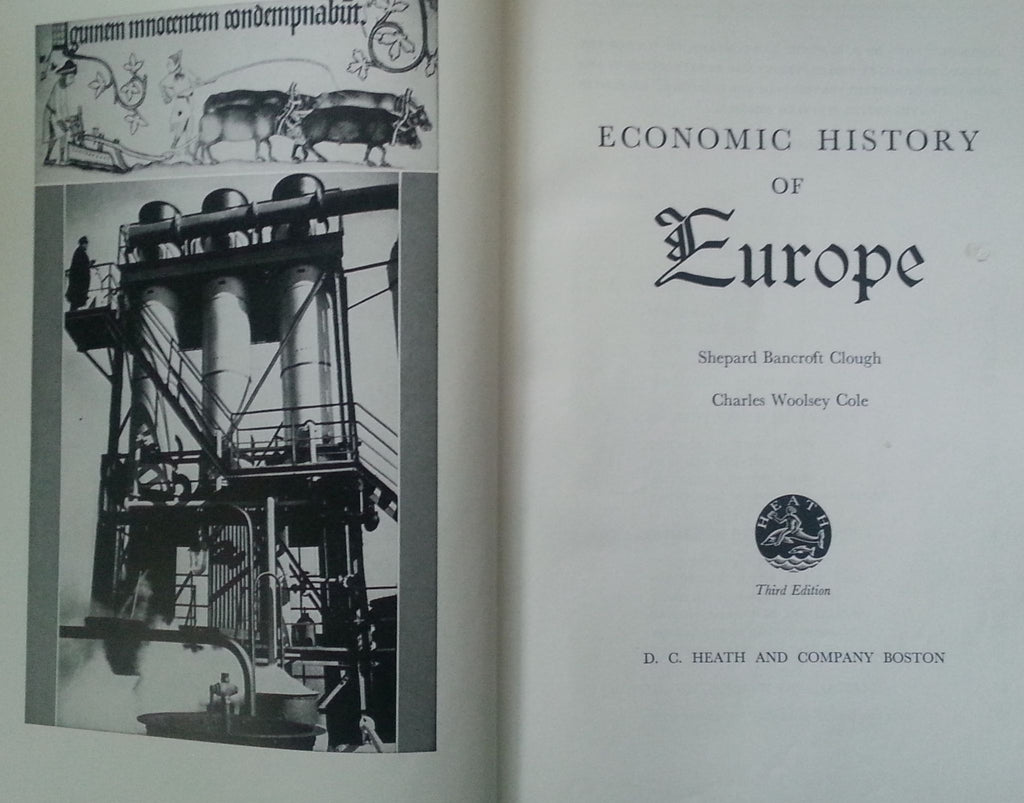 guinem innocentem condempnabūt.
ECONOMIC HISTORY
OF
Europe
Shepard Bancroft Clough
Charles Woolsey Cole
HEATH
Third Edition
D. C. HEATH AND COMPANY BOSTON